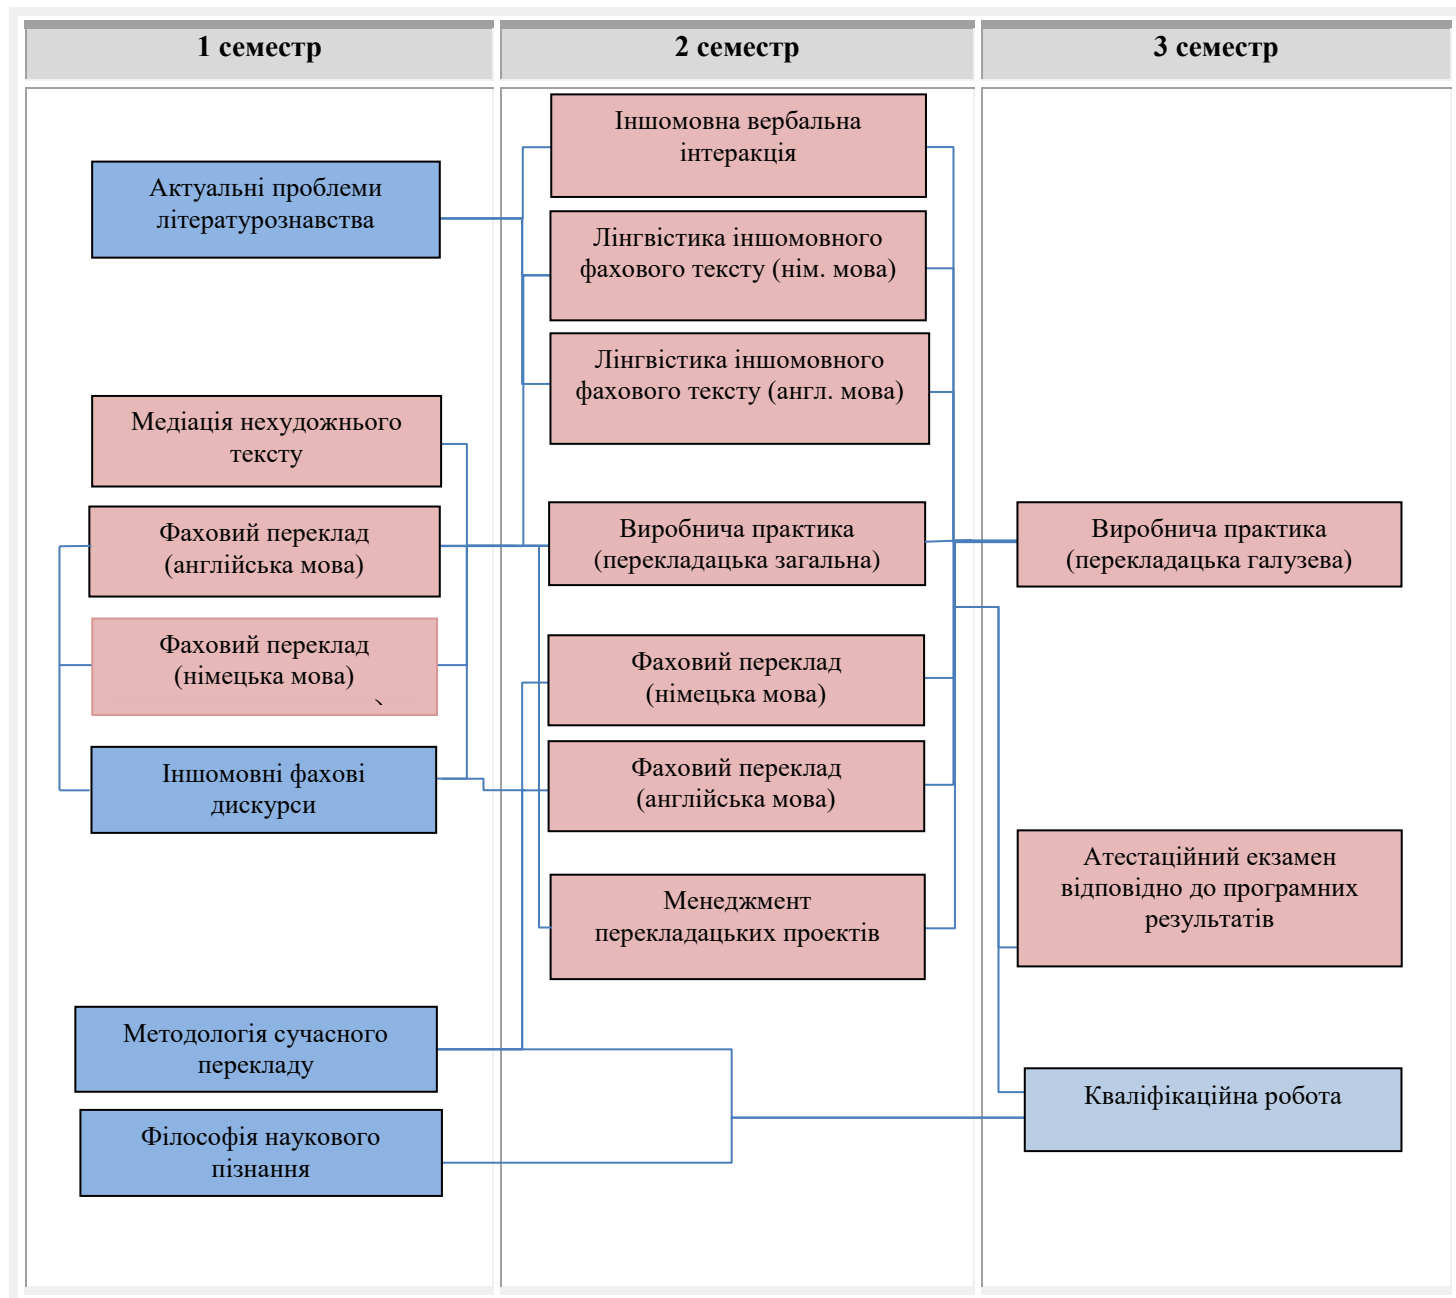 1 семестр
2 семестр
3 семестр
Актуальні проблеми
літературознавства
Медіація нехудожнього
тексту
Фаховий переклад
(англійська мова)
Фаховий переклад
(німецька мова)
Іншомовні фахові
дискурси
Методологія сучасного
перекладу
Філософія наукового
пізнання
Іншомовна вербальна
інтеракція
Лінгвістика іншомовного
фахового тексту (нім. мова)
Лінгвістика іншомовного
фахового тексту (англ. мова)
Виробнича практика
(перекладацька загальна)
Фаховий переклад
(німецька мова)
Фаховий переклад
(англійська мова)
Менеджмент
перекладацьких проектів
Виробнича практика
(перекладацька галузева)
Атестаційний екзамен
відповідно до програмних
результатів
Кваліфікаційна робота